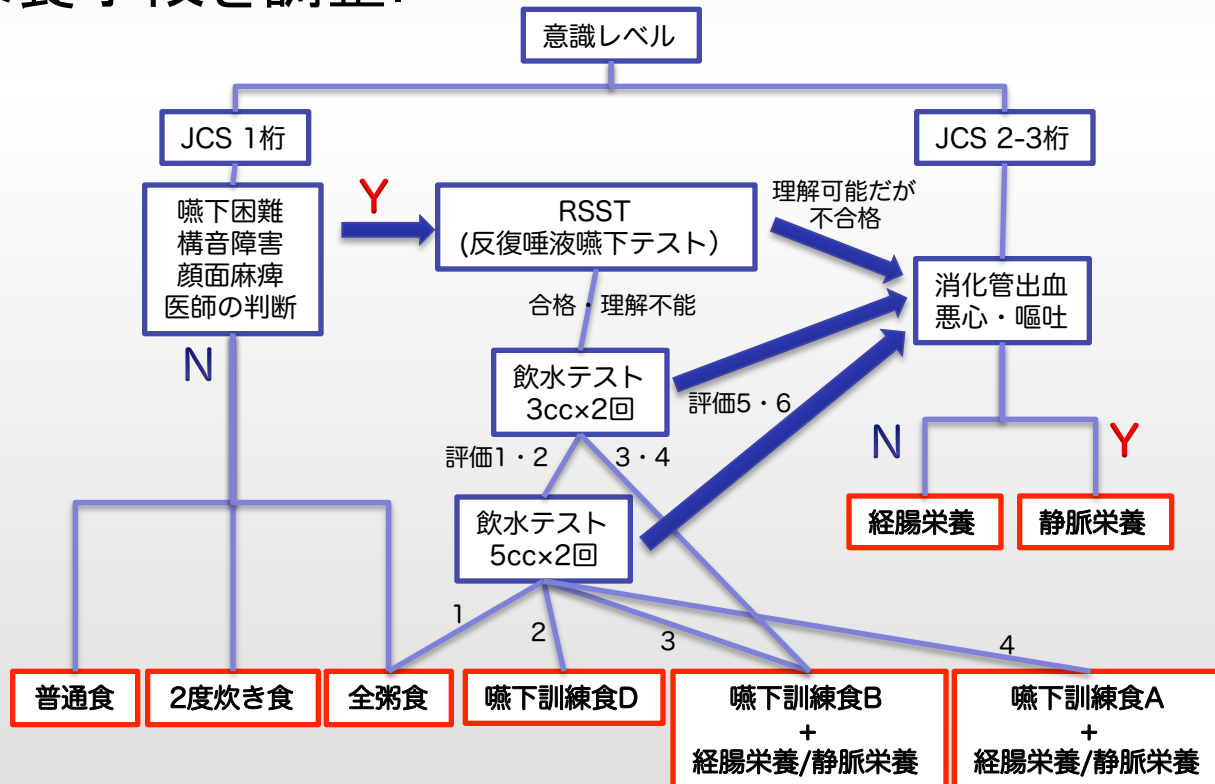 養手段を調整.
意識レベル
JCS 1桁
JCS 2-3桁
嚥下困難
構音障害
顔面麻痺
医師の判断
Y
RSST
(反復唾液嚥下テスト）
理解可能だが
不合格
消化管出血
悪心・嘔吐
合格・理解不能
N
飲水テスト
3cc×2回
評価5・6
評価1・2
3・4
N
Y
飲水テスト
5cc×2回
経腸栄養
静脈栄養
1
2
3
4
普通食
2度炊き食
全粥食
嚥下訓練食D
嚥下訓練食B
+
経腸栄養/静脈栄養
嚥下訓練食A
+
経腸栄養/静脈栄養